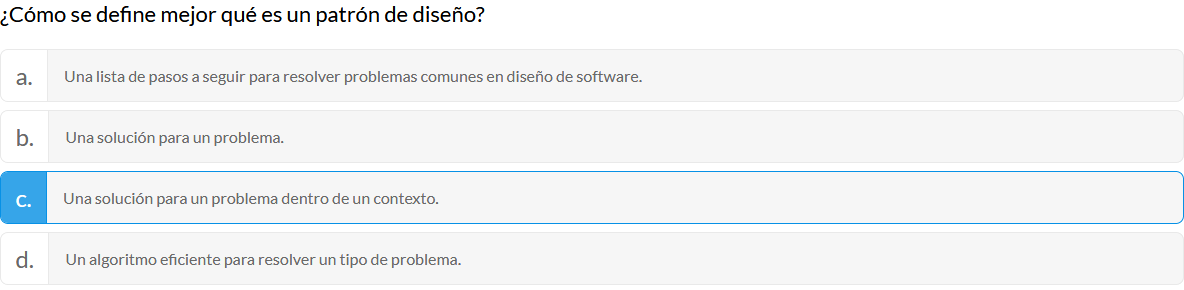 ¿Cómo se define mejor qué es un patrón de diseño?
a. Una lista de pasos a seguir para resolver problemas comunes en diseño de software.
b. Una solución para un problema.
c. Una solución para un problema dentro de un contexto.
d. Un algoritmo eficiente para resolver un tipo de problema.